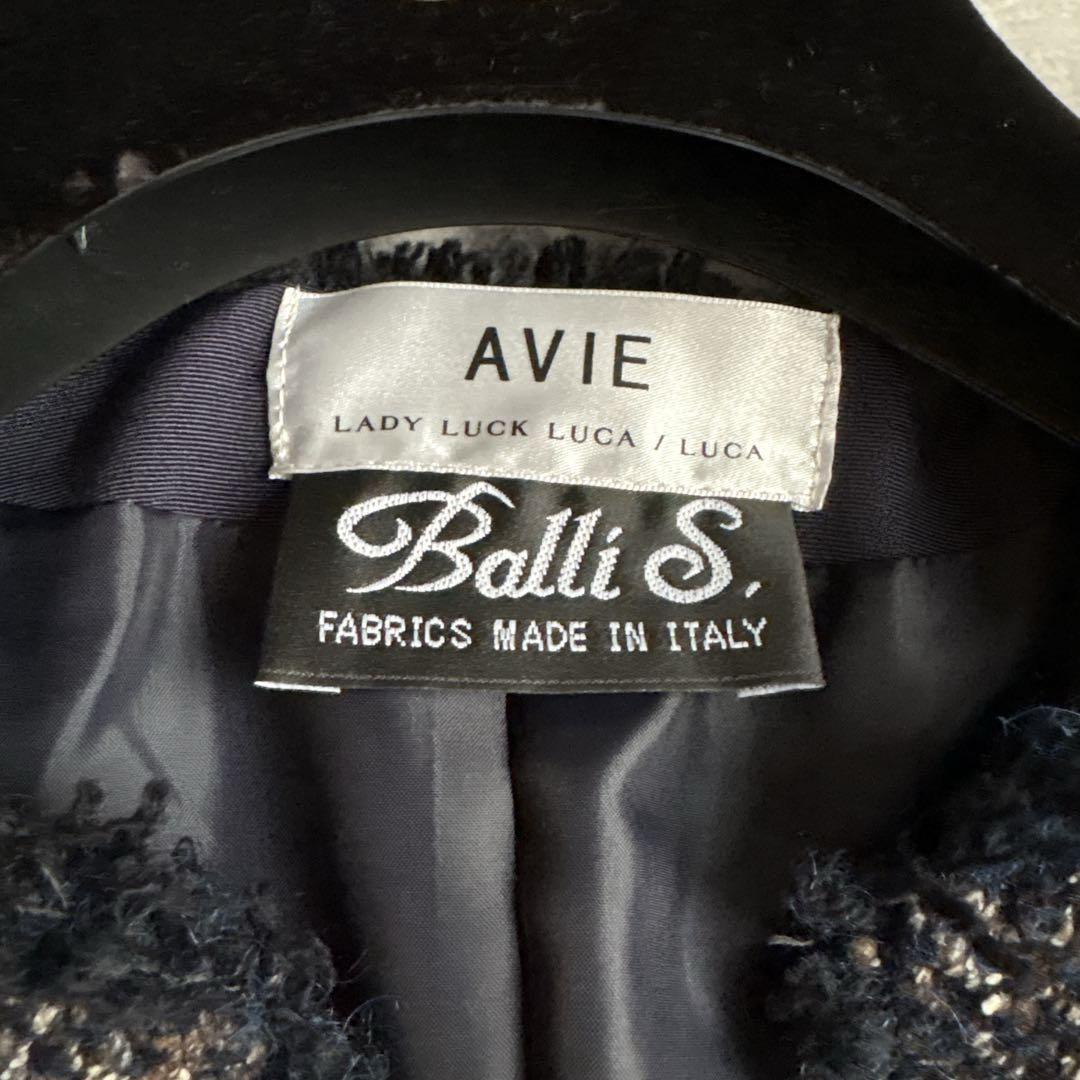 AVIE
LADY LUCK LUCA / LUCA
Balli S.
FABRICS MADE IN ITALY